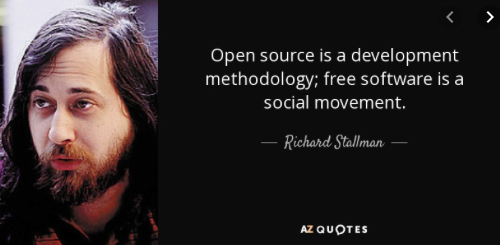 Open source is a development
methodology; free software is a
social movement.
— Richard Stallman —
AZ QUOTES